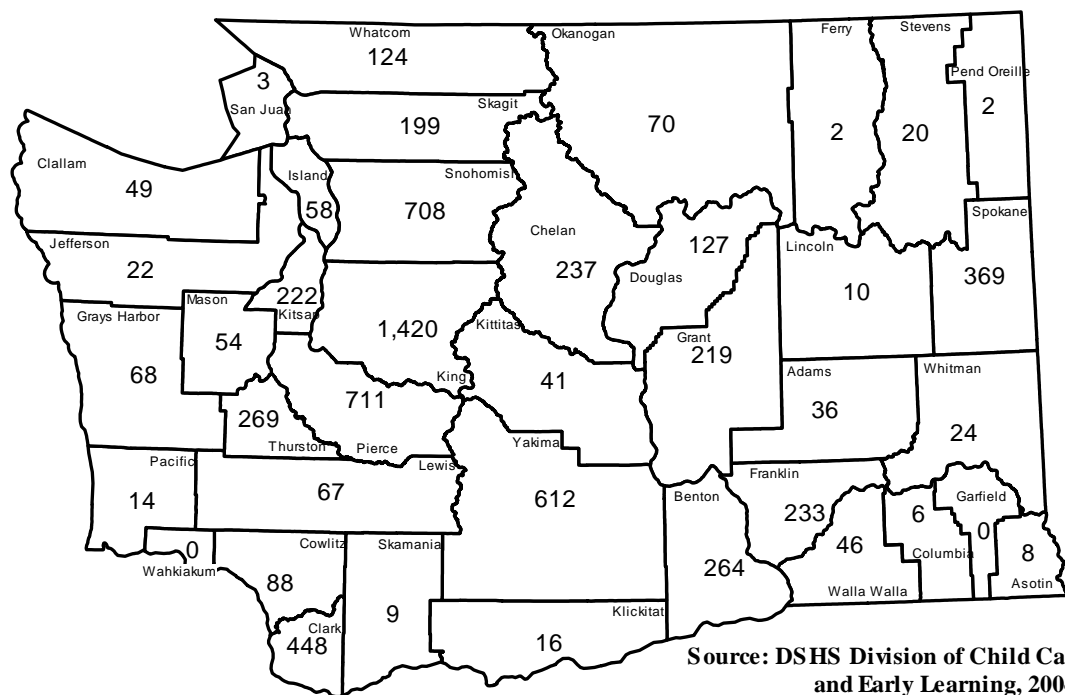 Whatcom
124
Okanogan
70
Ferry
2
Stevens
20
Pend Oreille
2
3
San Juan
Skagit
199
Clallam
49
Island
58
Snohomis
708
Chelan
237
127
Douglas
Lincoln
10
Spokane
369
Jefferson
22
222
Kitsap
Mason
54
Grays Harbor
68
1,420
King
Kittitas
41
Grant
219
Adams
36
Whitman
24
269
Thurston
711
Pierce
Lewis
67
Yakima
612
Pacific
14
0
Wahkiakum
Cowlitz
88
Skamania
9
Clark
448
Klickitat
16
Benton
264
Franklin
233
46
Walla Walla
6
Columbia
Garfield
0
8
Asotin
Source: DSHS Division of Child Ca
and Early Learning, 200